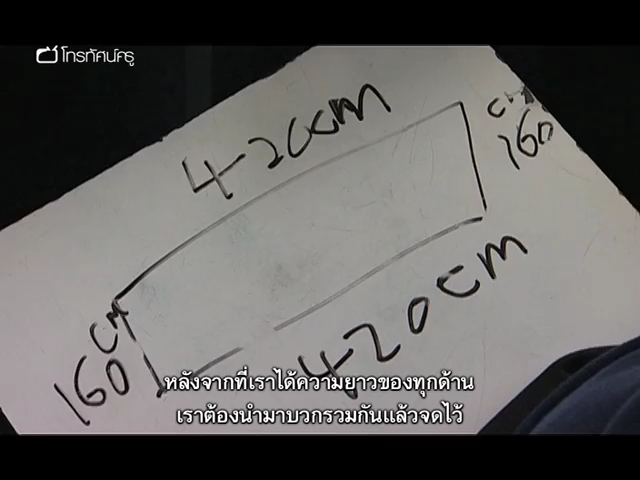 โทรทัศน์ครู
420cm
cm
160
cm
160
420cm
หลังจากที่เราได้ความยาวของทุกด้าน
เราต้องนำมาบวกรวมกันแล้วจดไว้